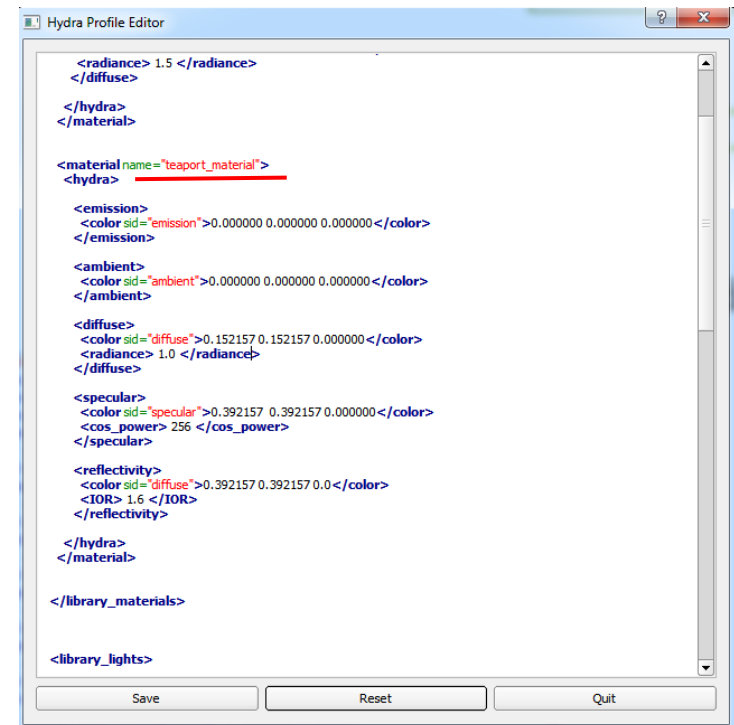 Hydra Profile Editor
<radiance> 1.5 </radiance>
</diffuse>
</hydra>
</material>
<material name="teaport_material">
<hydra>
<emission>
<color sid="emission">0.000000 0.000000 0.000000</color>
</emission>
<ambient>
<color sid="ambient">0.000000 0.000000 0.000000</color>
</ambient>
<diffuse>
<color sid="diffuse">0.152157 0.152157 0.000000</color>
<radiance> 1.0 </radiance>
</diffuse>
<specular>
<color sid="specular">0.392157  0.392157 0.000000</color>
<cos_power> 256 </cos_power>
</specular>
<reflectivity>
<color sid="diffuse">0.392157 0.392157 0.0</color>
<IOR> 1.6 </IOR>
</reflectivity>
</hydra>
</material>
</library_materials>
<library_lights>
Save Reset Quit